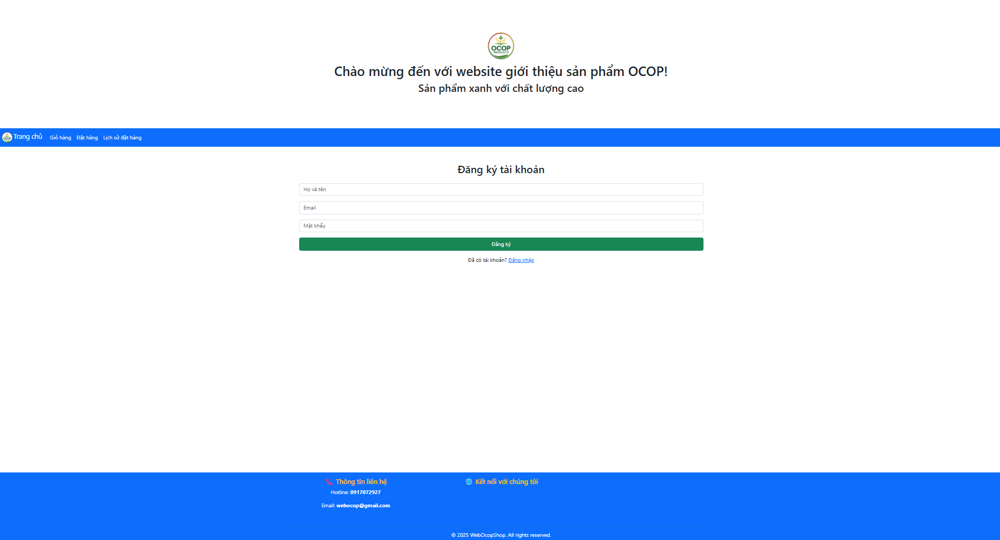 OCOP
PRODUCTS
Chào mừng đến với website giới thiệu sản phẩm OCOP!
Sản phẩm xanh với chất lượng cao
OCOP Trang chủ Giỏ hàng Đặt hàng Lịch sử đặt hàng
Đăng ký tài khoản
Họ và tên
Email
Mật khẩu
Đăng ký
Đã có tài khoản? Đăng nhập
Thông tin liên hệ
Hotline: 0917072927
Email: webocop@gmail.com
Kết nối với chúng tôi
© 2025 WebOcopShop. All rights reserved.